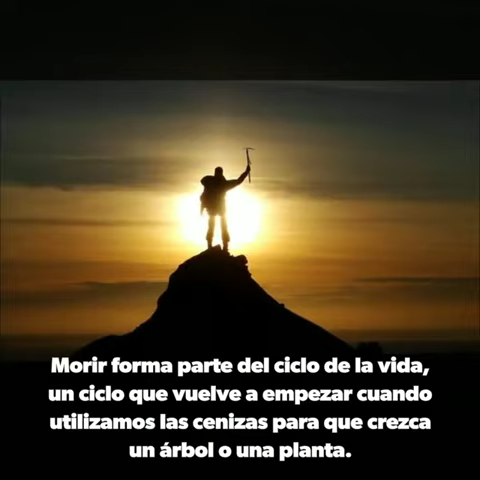 Morir forma parte del ciclo de la vida,
un ciclo que vuelve a empezar cuando
utilizamos las cenizas para que crezca
un árbol o una planta.